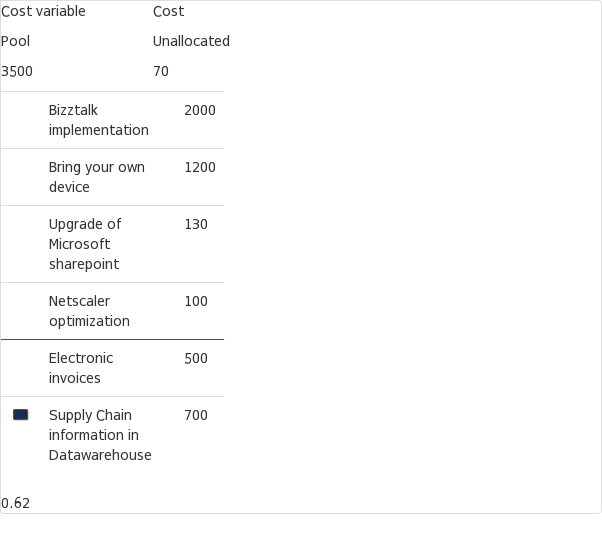 Cost variable Cost
Pool Unallocated
3500 70
Bizztalk 2000
implementation
Bring your own 1200
device
Upgrade of 130
Microsoft
sharepoint
Netscaler 100
optimization
Electronic 500
invoices
Supply Chain 700
information in
Datawarehouse
0.62